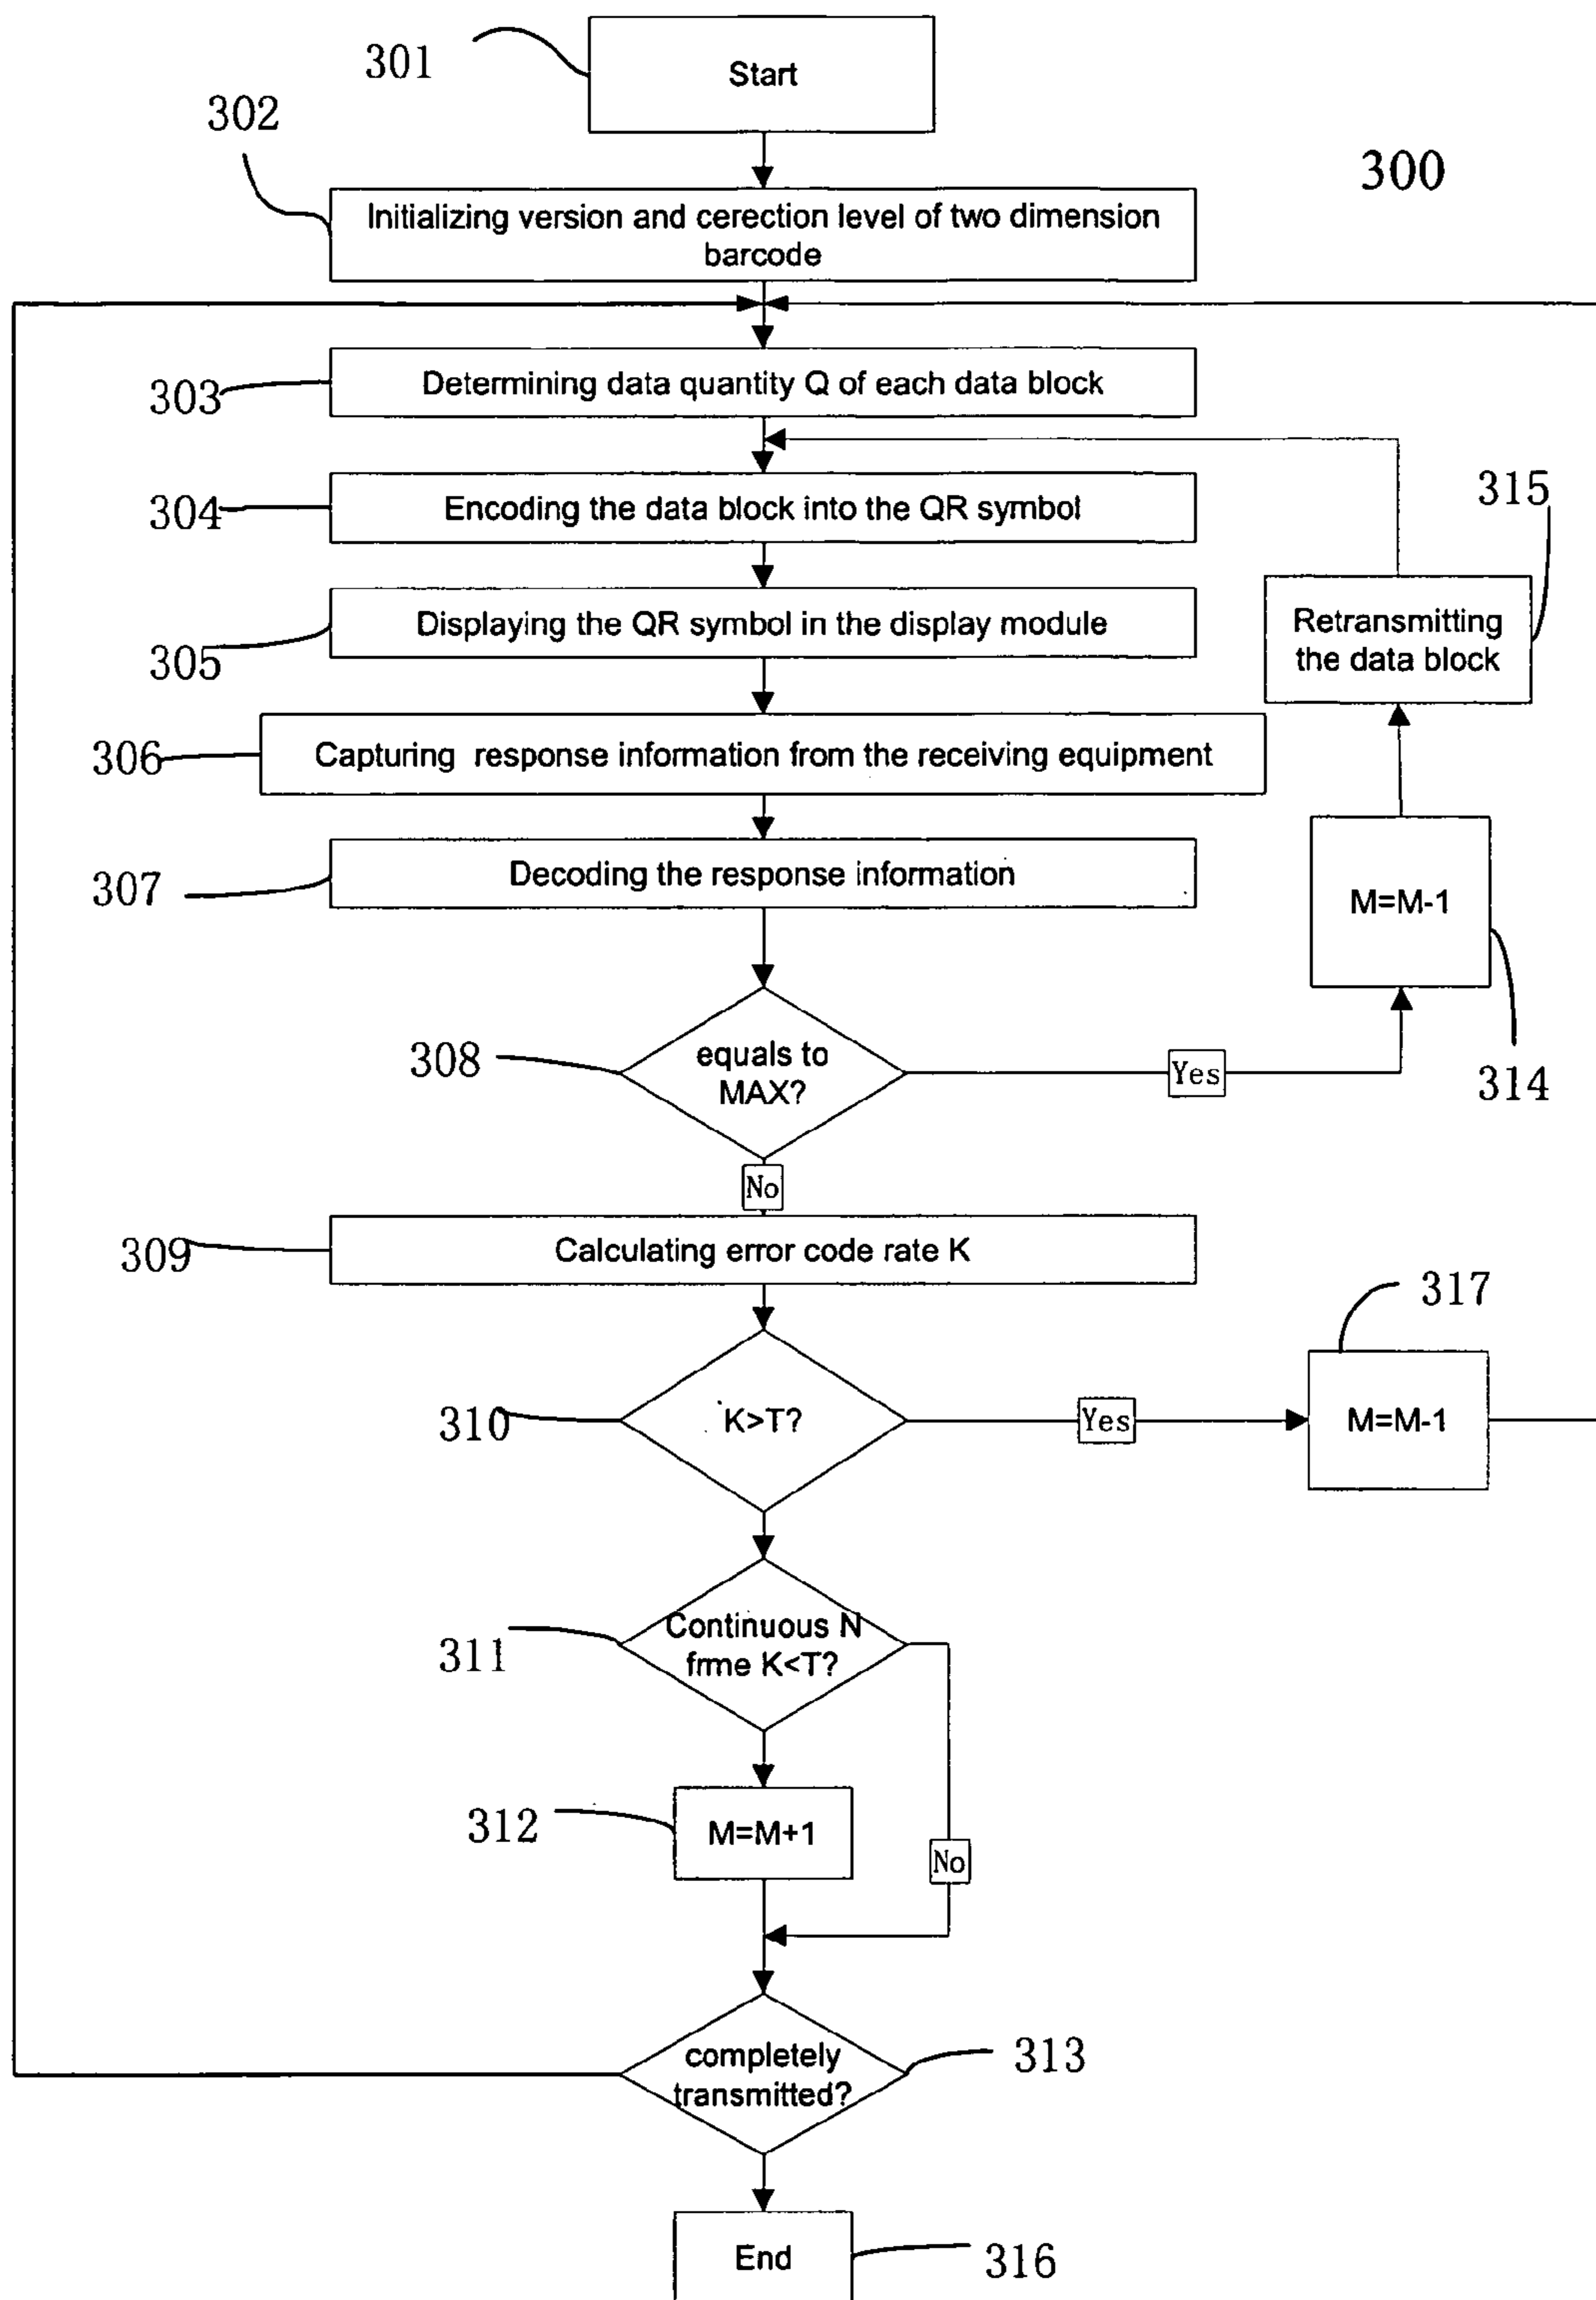 301
Start
302
300
Initializing version and cerection level of two dimension
barcode
303
Determining data quantity Q of each data block
304
Encoding the data block into the QR symbol
315
305
Displaying the QR symbol in the display module
Retransmitting
the data block
306
Capturing response information from the receiving equipment
307
Decoding the response information
M=M-1
314
308
equals to
MAX?
Yes
No
309
Calculating error code rate K
317
310
K>T?
Yes
M=M-1
311
Continuous N
frme K<T?
312
M=M+1
No
completely
transmitted?
313
End
316